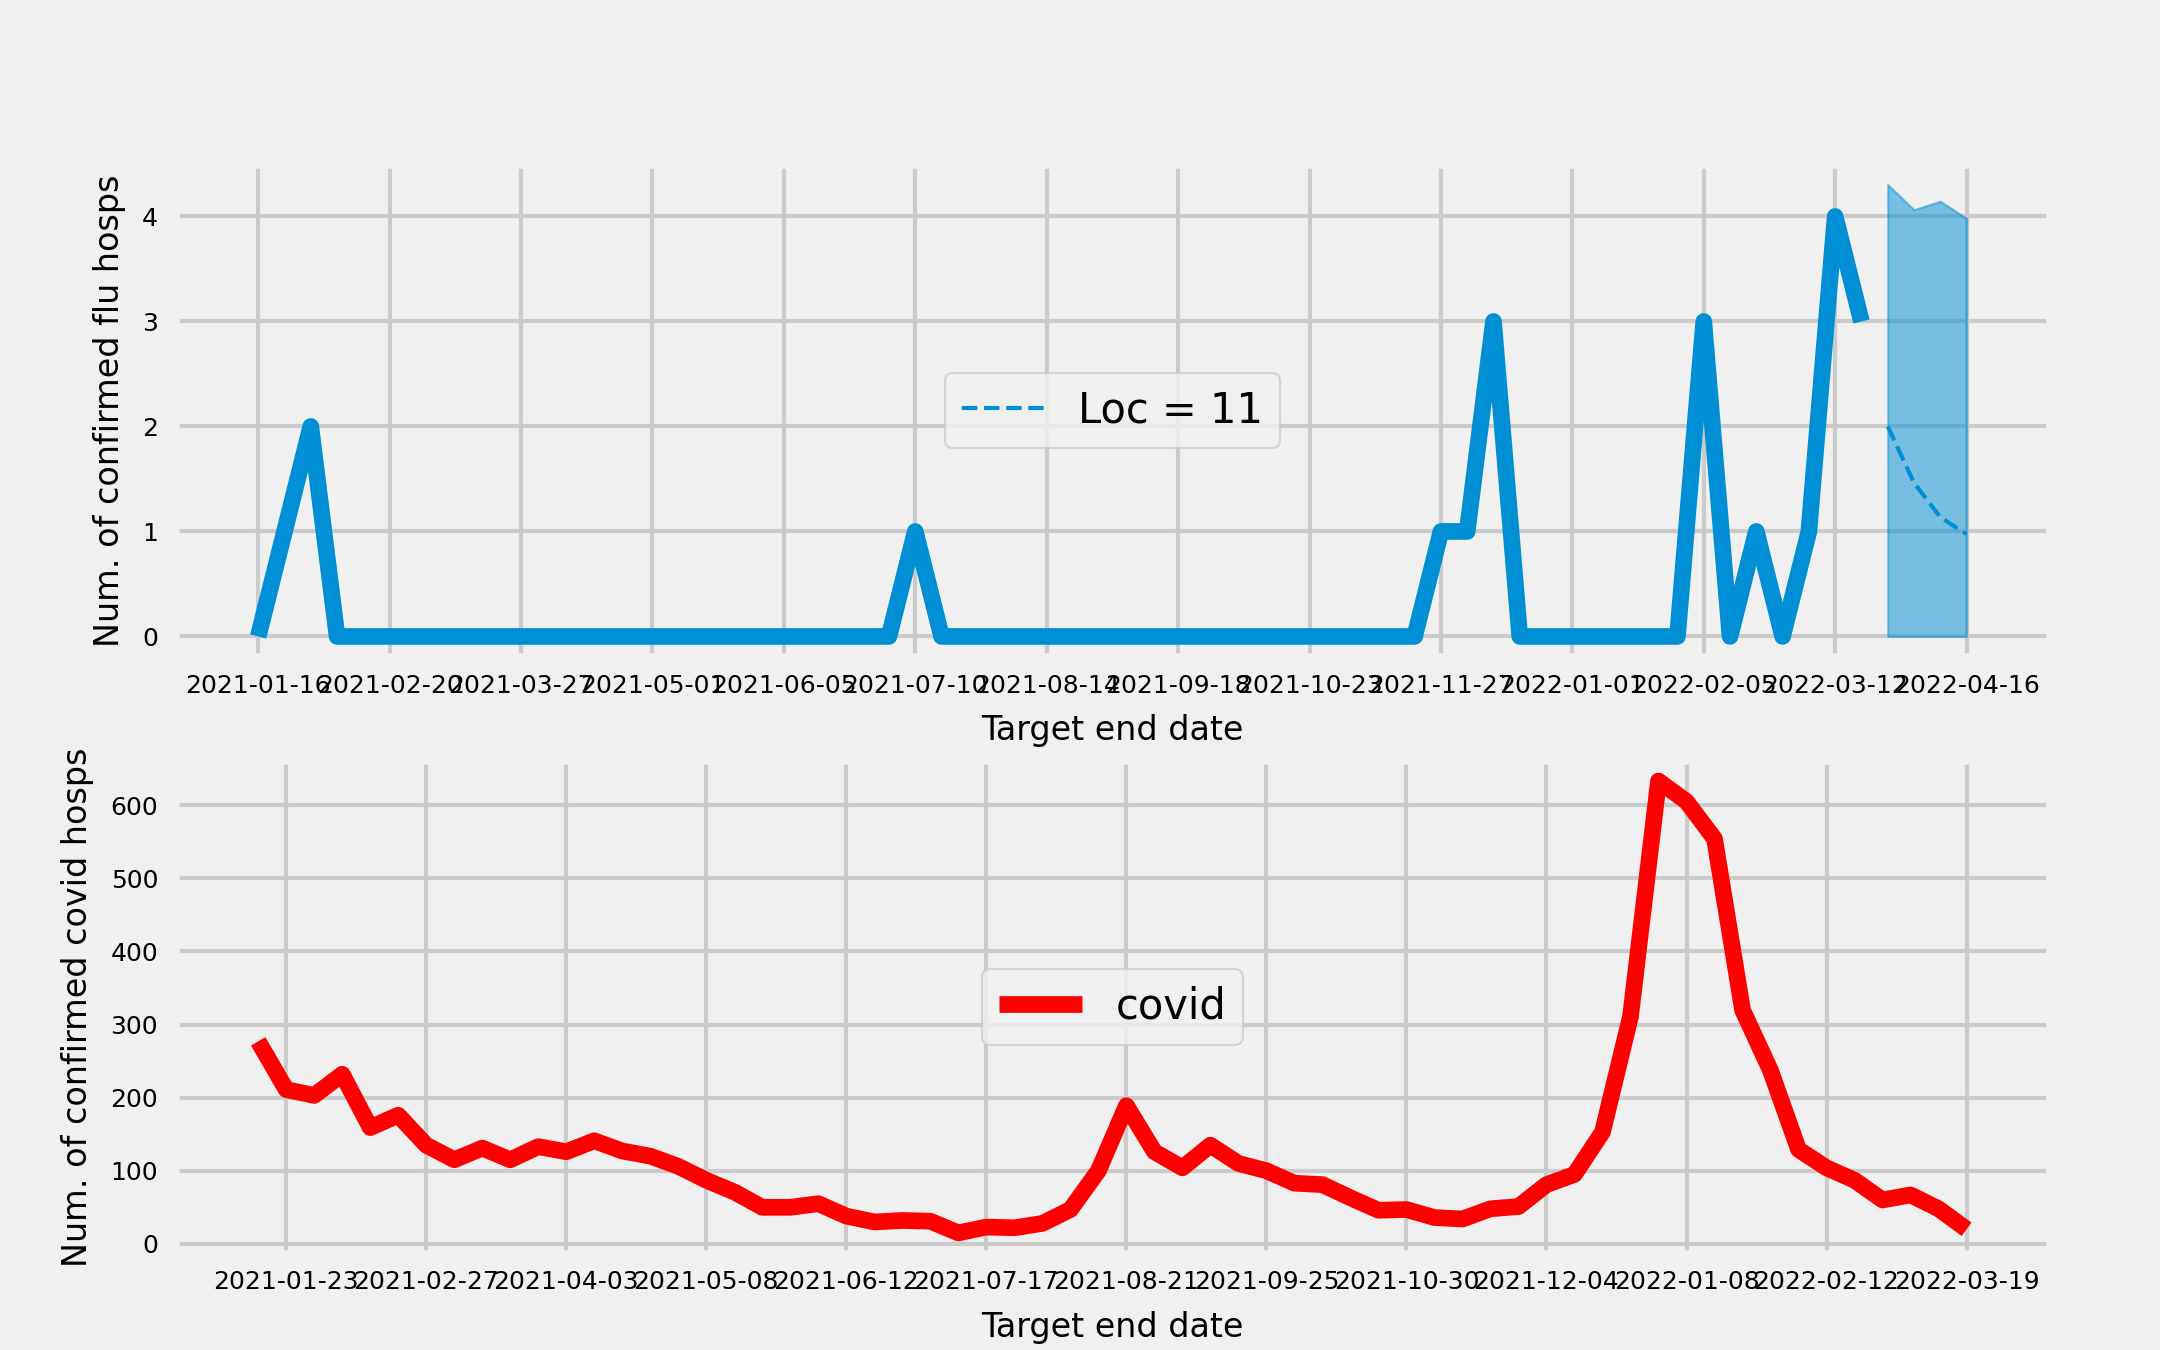 Num. of confirmed flu hosps
4
3
2
1
0
Loc = 11
2021-01-16 2021-02-20 2021-03-27 2021-05-01 2021-06-05 2021-07-10 2021-08-14 2021-09-18 2021-10-23 2021-11-27 2022-01-01 2022-02-05 2022-03-12 2022-04-16
Target end date
Num. of confirmed covid hosps
600
500
400
300
200
100
0
covid
2021-01-23 2021-02-27 2021-04-03 2021-05-08 2021-06-12 2021-07-17 2021-08-21 2021-09-25 2021-10-30 2021-12-04 2022-01-08 2022-02-12 2022-03-19
Target end date